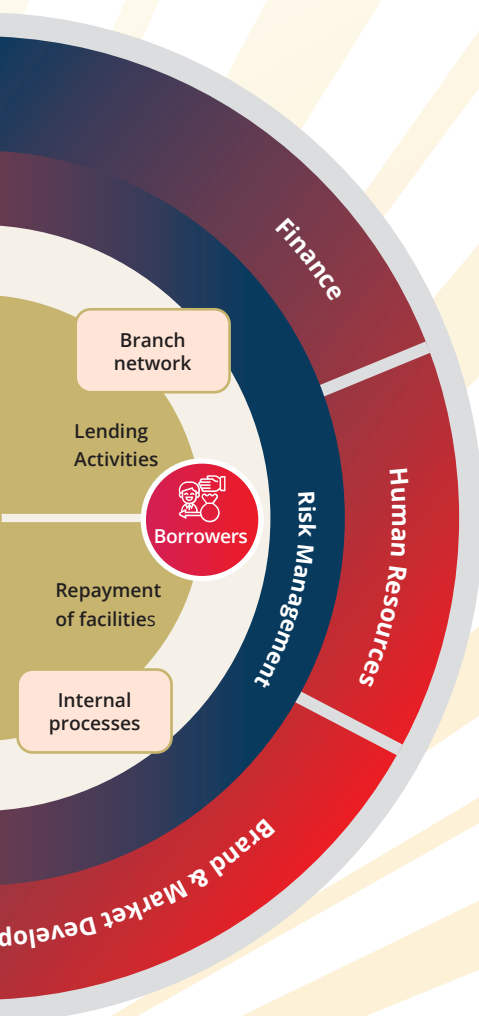 Finance
Branch
network
Lending
Activities
Borrowers
Risk Management
Human Resources
Repayment
of facilities
Internal
processes
Brand & Market Develop